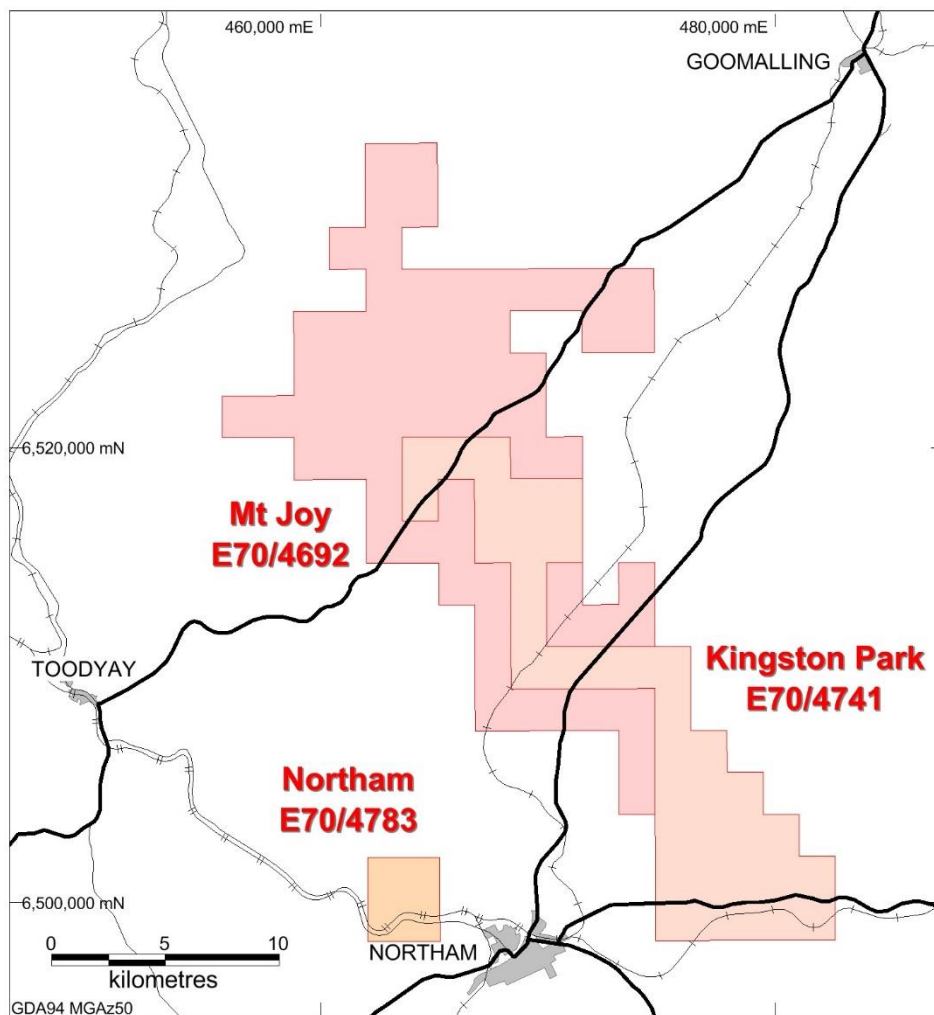 460,000 mE
480,000 mE
GOOMALLING
6,520,000 mN
Mt Joy
E70/4692
TOODYAY
Kingston Park
E70/4741
Northam
E70/4783
6,500,000 mN
0 5 10
kilometres
NORTHAM
GDA94 MGAz50